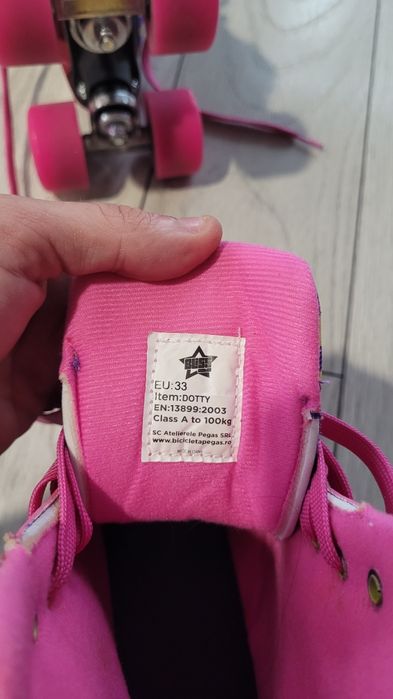 EU:33
Item:DOTTY
EN:13899:2003
Class A to 100kg
SC Atelierele Pegas SRL
www.bicicletapegas.ro